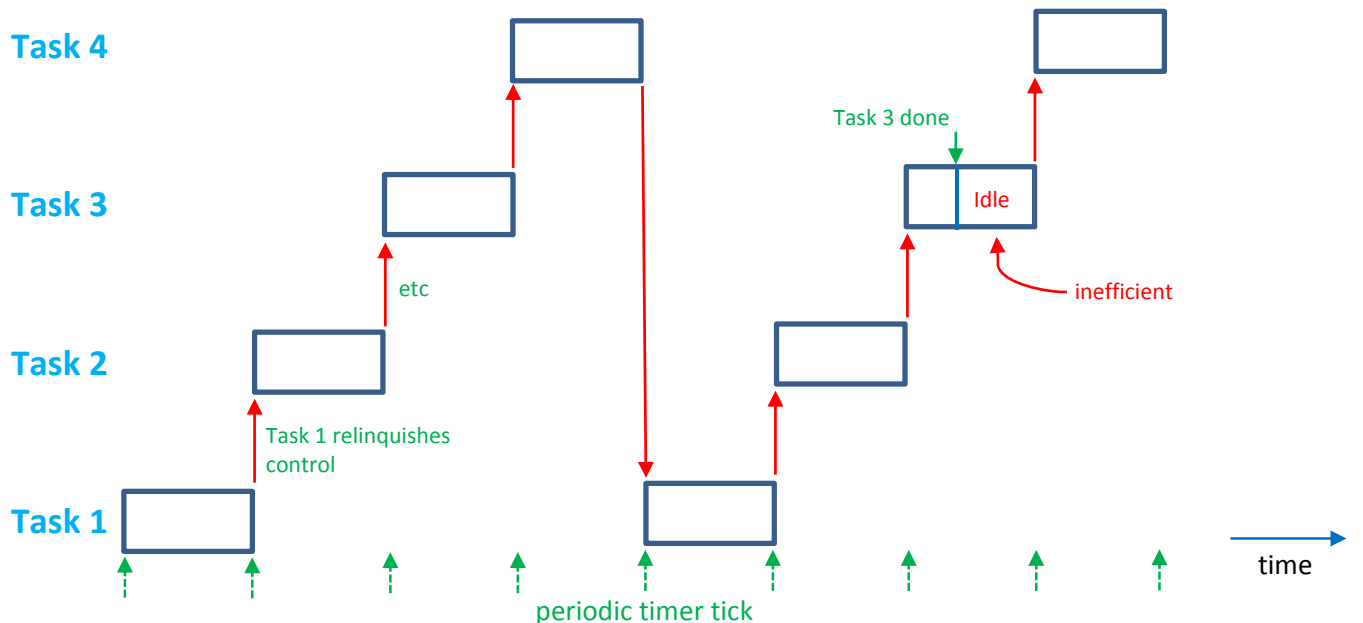 Task 4
Task 3 done
Task 3
Idle
etc
inefficient
Task 2
Task 1 relinquishes
control
Task 1
time
periodic timer tick